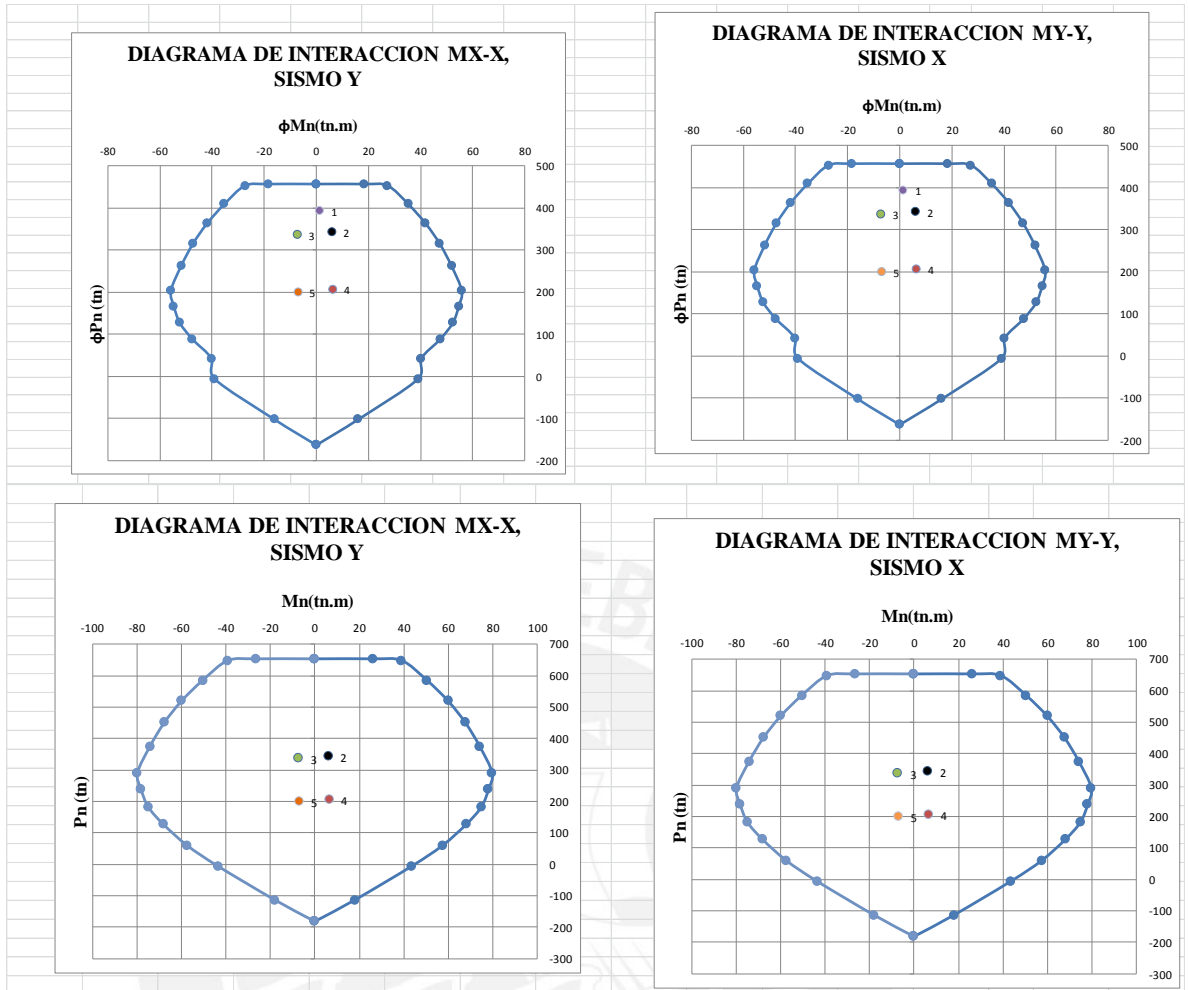 DIAGRAMA DE INTERACCION MX-X,
SISMO Y
ϕMn(tn.m)
-80 -60 -40 -20 0 20 40 60 80
500
400
300
200
100
0
-100
-200
ϕPn (tn)
1
2
3
4
5
DIAGRAMA DE INTERACCION MY-Y,
SISMO X
ϕMn(tn.m)
-80 -60 -40 -20 0 20 40 60 80
500
400
300
200
100
0
-100
-200
ϕPn (tn)
1
2
3
4
5
DIAGRAMA DE INTERACCION MX-X,
SISMO Y
Mn(tn.m)
-100 -80 -60 -40 -20 0 20 40 60 80 100
700
600
500
400
300
200
100
0
-100
-200
-300
Pn (tn)
3
2
5
4
DIAGRAMA DE INTERACCION MY-Y,
SISMO X
Mn(tn.m)
-100 -80 -60 -40 -20 0 20 40 60 80 100
700
600
500
400
300
200
100
0
-100
-200
-300
Pn (tn)
3
2
5
4